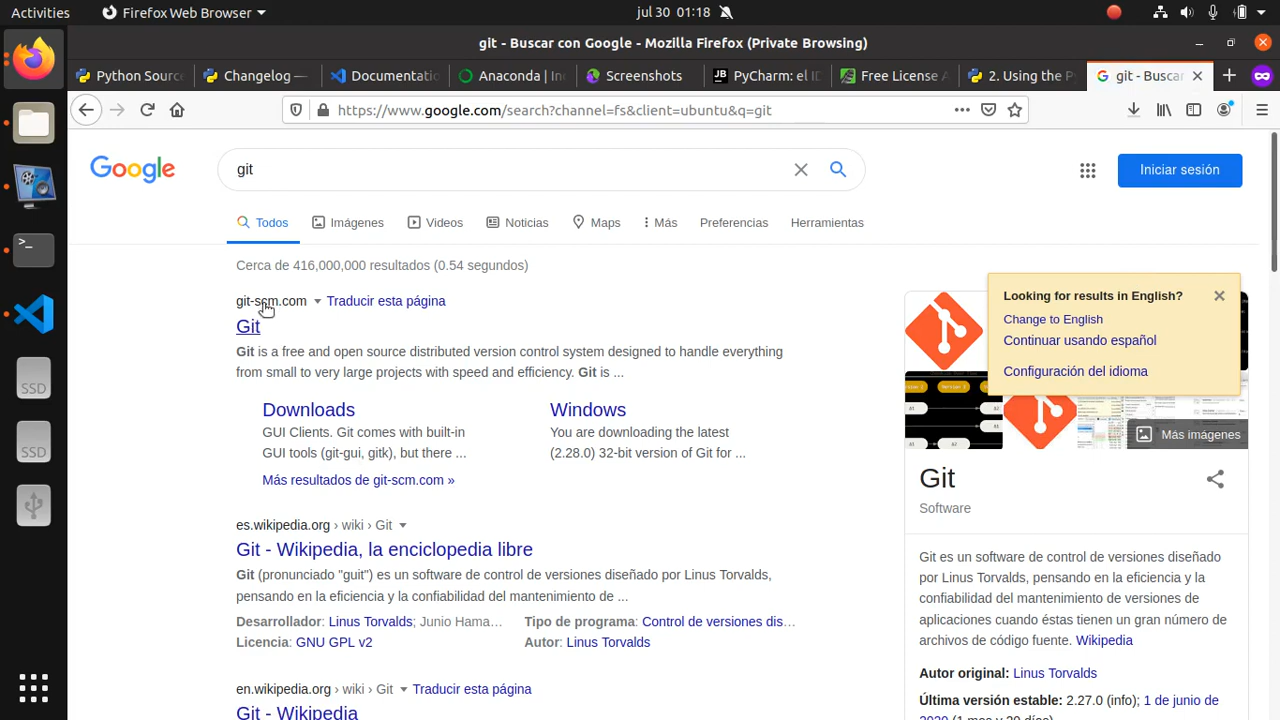 Activities
Firefox Web Browser
jul 30 01:18
git - Buscar con Google - Mozilla Firefox (Private Browsing)
Python Sourc
Changelog —
Documentatio
Anaconda | Inc
Screenshots
PyCharm: el ID
Free License A
2. Using the P
git - Buscar
https://www.google.com/search?channel=fs&client=ubuntu&q=git
Google
git
Iniciar sesión
Todos
Imágenes
Videos
Noticias
Maps
Más
Preferencias
Herramientas
Cerca de 416,000,000 resultados (0.54 segundos)
git-scm.com
Traducir esta página
Git
Git is a free and open source distributed version control system designed to handle everything
from small to very large projects with speed and efficiency. Git is ...
Downloads
GUI Clients. Git comes with built-in
GUI tools (git-gui, gitk), but there ...
Windows
You are downloading the latest
(2.28.0) 32-bit version of Git for ...
Más resultados de git-scm.com »
es.wikipedia.org › wiki › Git
Git - Wikipedia, la enciclopedia libre
Git (pronunciado "guit") es un software de control de versiones diseñado por Linus Torvalds,
pensando en la eficiencia y la confiabilidad del mantenimiento de ...
Desarrollador: Linus Torvalds; Junio Hama…
Tipo de programa: Control de versiones dis…
Licencia: GNU GPL v2
Autor: Linus Torvalds
en.wikipedia.org › wiki › Git
Traducir esta página
Git - Wikipedia
Looking for results in English?
Change to English
Continuar usando español
Configuración del idioma
Más imágenes
Git
Software
Git es un software de control de versiones diseñado
por Linus Torvalds, pensando en la eficiencia y la
confiabilidad del mantenimiento de versiones de
aplicaciones cuando éstas tienen un gran número de
archivos de código fuente. Wikipedia
Autor original: Linus Torvalds
Última versión estable: 2.27.0 (info); 1 de junio de
2020 (1 mes y 29 días)
SSD
SSD